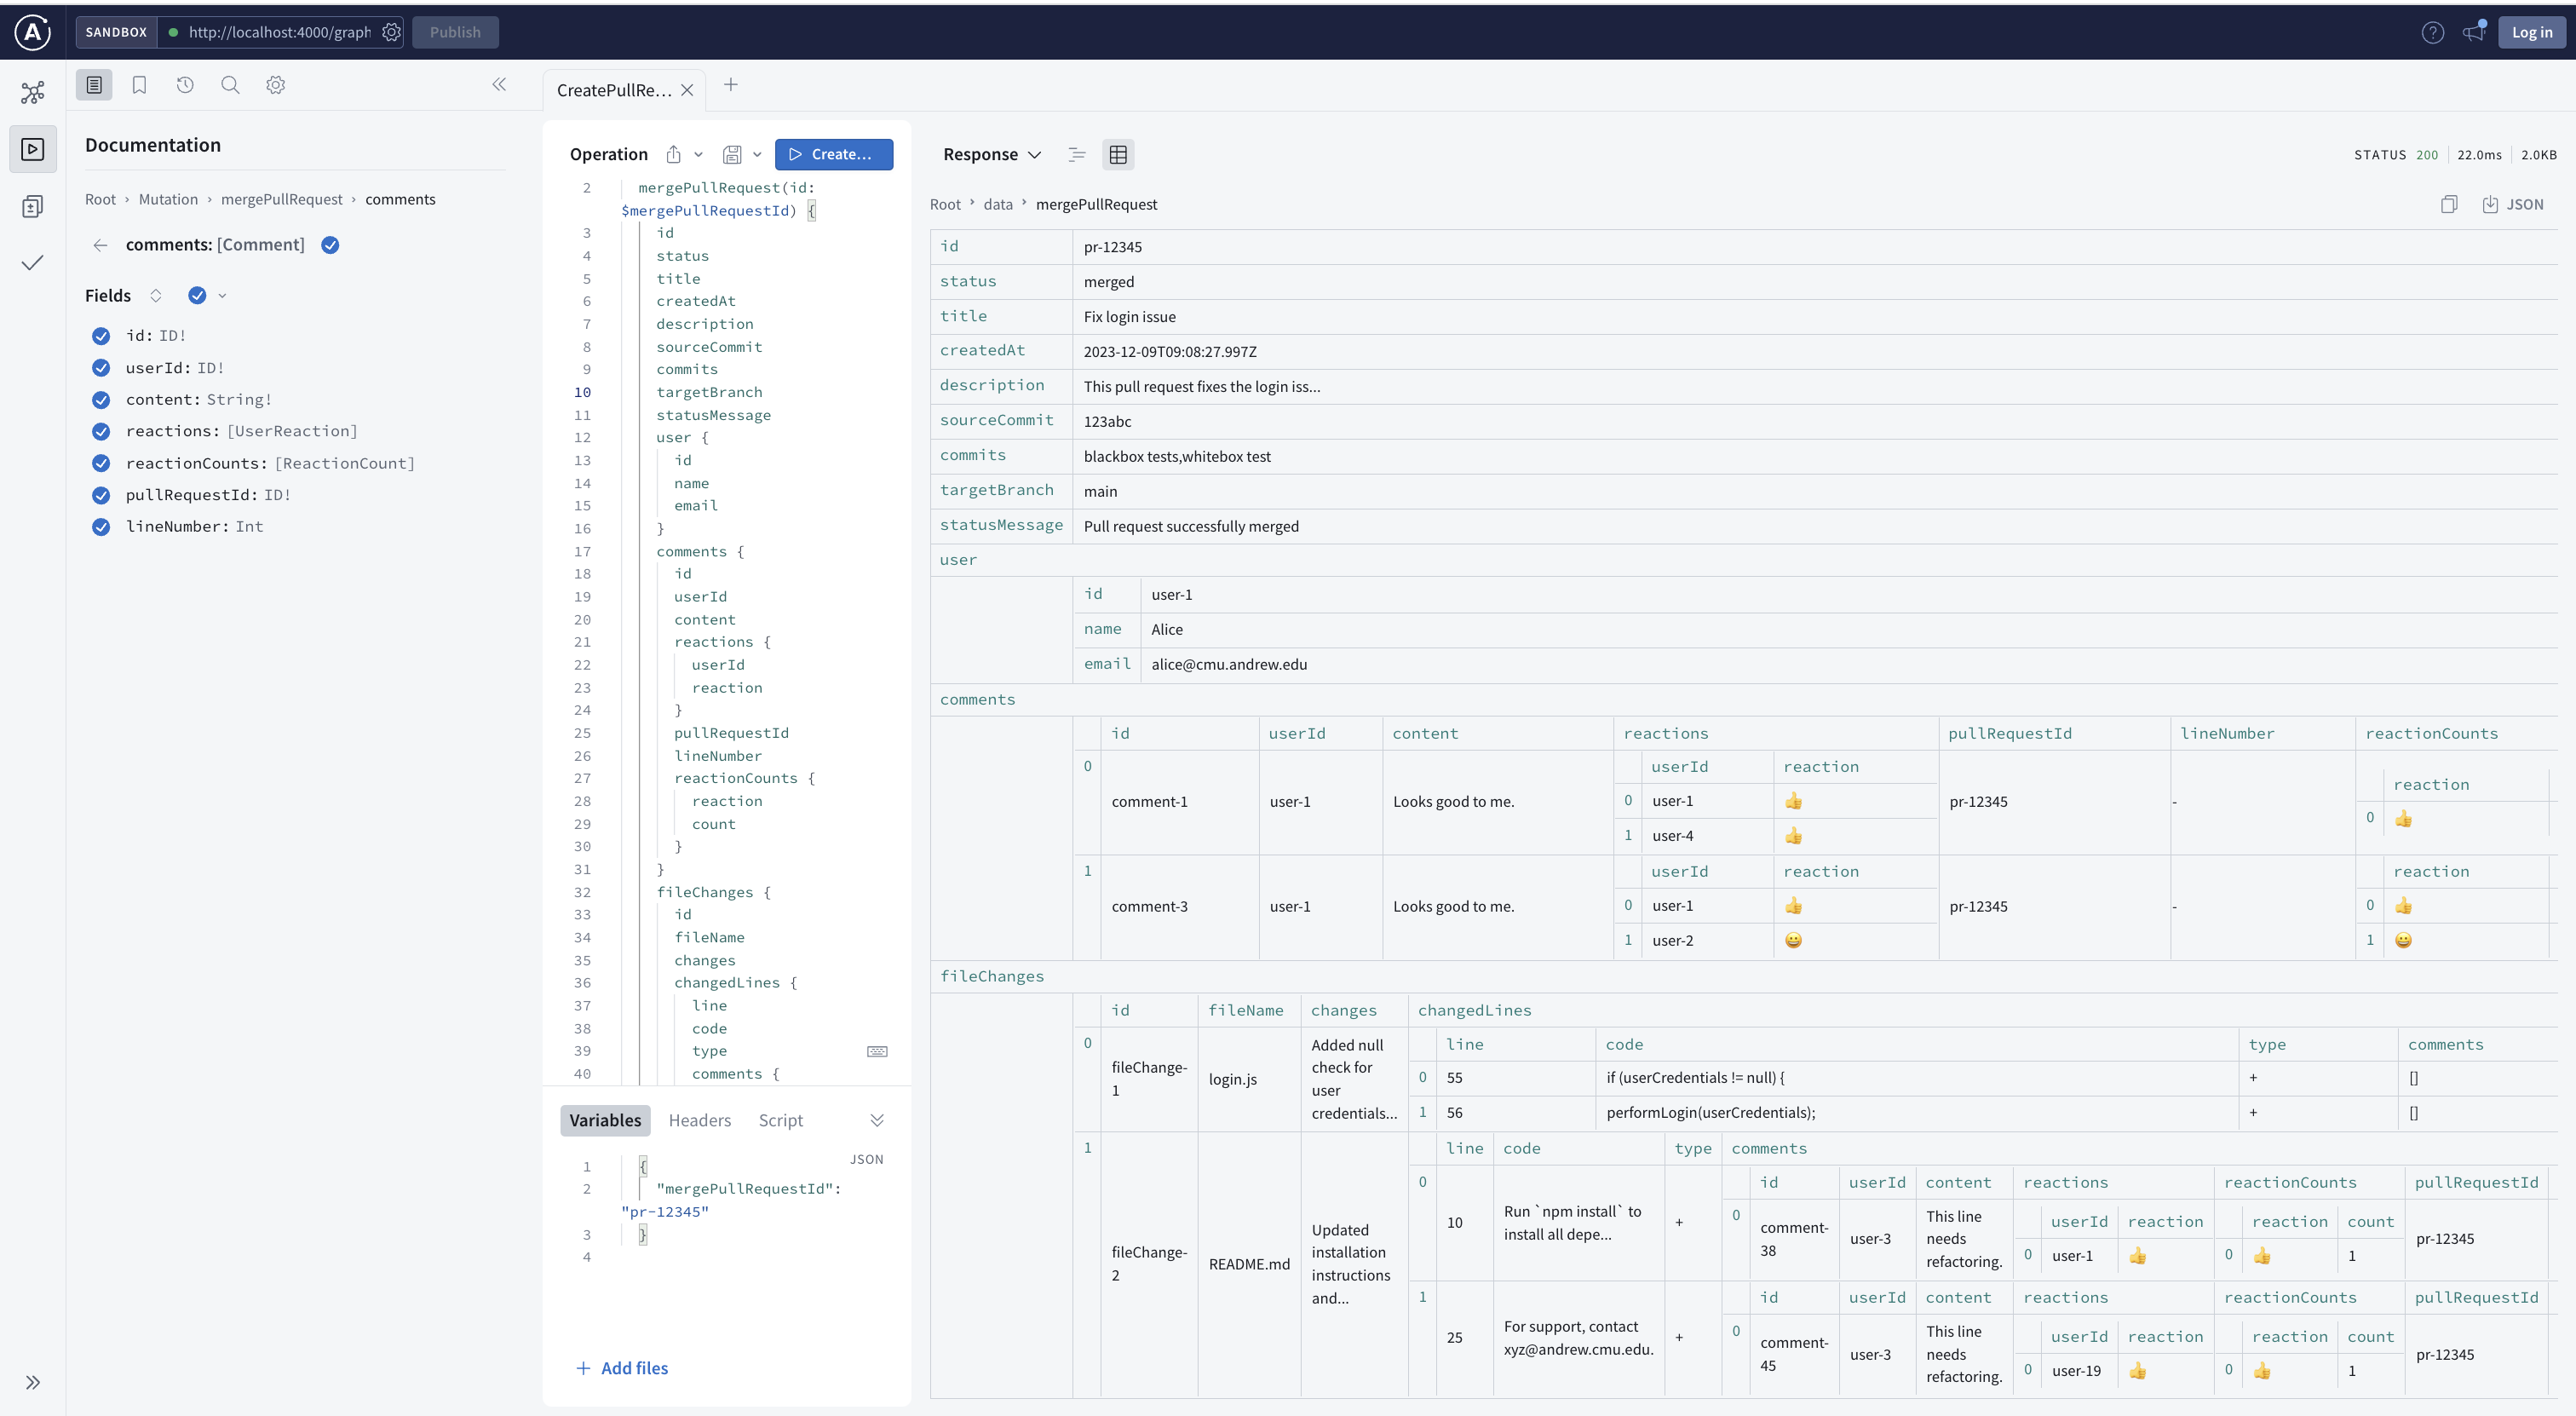 SANDBOX
http://localhost:4000/graph
Publish
Log in
CreatePullRe...
Documentation
Root › Mutation › mergePullRequest › comments
comments: [Comment]
Fields
id: ID!
userId: ID!
content: String!
reactions: [UserReaction]
reactionCounts: [ReactionCount]
pullRequestId: ID!
lineNumber: Int
Operation
Create...
2 mergePullRequest(id:
$mergePullRequestId) {
3 id
4 status
5 title
6 createdAt
7 description
8 sourceCommit
9 commits
10 targetBranch
11 statusMessage
12 user {
13 id
14 name
15 email
16 }
17 comments {
18 id
19 userId
20 content
21 reactions {
22 userId
23 reaction
24 }
25 pullRequestId
26 lineNumber
27 reactionCounts {
28 reaction
29 count
30 }
31 }
32 fileChanges {
33 id
34 fileName
35 changes
36 changedLines {
37 line
38 code
39 type
40 comments {
Variables Headers Script
JSON
1 {
2 "mergePullRequestId":
"pr-12345"
3 }
4
+ Add files
Response
STATUS 200 22.0ms 2.0KB
Root › data › mergePullRequest
JSON
id pr-12345
status merged
title Fix login issue
createdAt 2023-12-09T09:08:27.997Z
description This pull request fixes the login iss...
sourceCommit 123abc
commits blackbox tests,whitebox test
targetBranch main
statusMessage Pull request successfully merged
user
id user-1
name Alice
email alice@cmu.andrew.edu
comments
id userId content reactions pullRequestId lineNumber reactionCounts
0 userId reaction
reaction
comment-1 user-1 Looks good to me. 0 user-1 👍 pr-12345 - 0 👍
1 user-4 👍
1 userId reaction reaction
comment-3 user-1 Looks good to me. 0 user-1 👍 pr-12345 - 0 👍
1 user-2 😀 1 😀
fileChanges
id fileName changes changedLines
0 fileChange-
1
login.js
Added null
check for
user
credentials...
line code type comments
0 55 if (userCredentials != null) { + []
1 56 performLogin(userCredentials); + []
1 fileChange-
2
README.md
Updated
installation
instructions
and...
line code type comments
0 10
Run `npm install` to
install all depe...
+
id userId content reactions reactionCounts pullRequestId
0 comment-
38
user-3
This line
needs
refactoring.
userId reaction
0 user-1 👍
reaction count
0 👍 1
pr-12345
1 25
For support, contact
xyz@andrew.cmu.edu.
+
id userId content reactions reactionCounts pullRequestId
0 comment-
45
user-3
This line
needs
refactoring.
userId reaction
0 user-19 👍
reaction count
0 👍 1
pr-12345